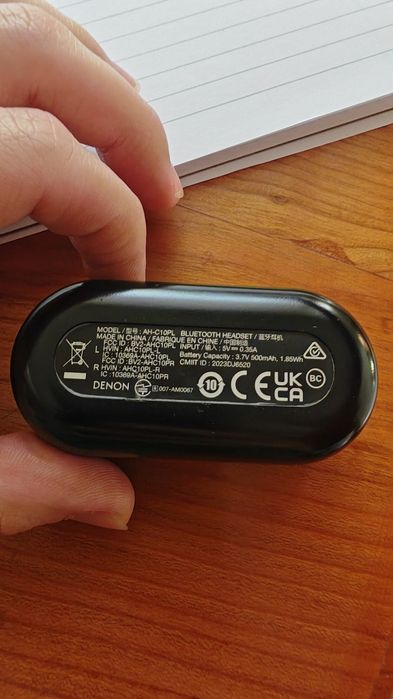 MODEL / 型号 : AH-C10PL BLUETOOTH HEADSET / 蓝牙耳机
MADE IN CHINA / FABRIQUÉ EN CHINE / 中国制造
FCC ID : BV2-AHC10PL INPUT / 输入 : 5V⎓0.35A
L HVIN : AHC10PL-L Battery Capacity : 3.7V 500mAh, 1.85Wh
IC : 10369A-AHC10PL CMIIT ID : 2023DJ6520
FCC ID : BV2-AHC10PR
R HVIN : AHC10PL-R
IC : 10369A-AHC10PR
DENON R 007-AM0067
10 CE UK CA BC